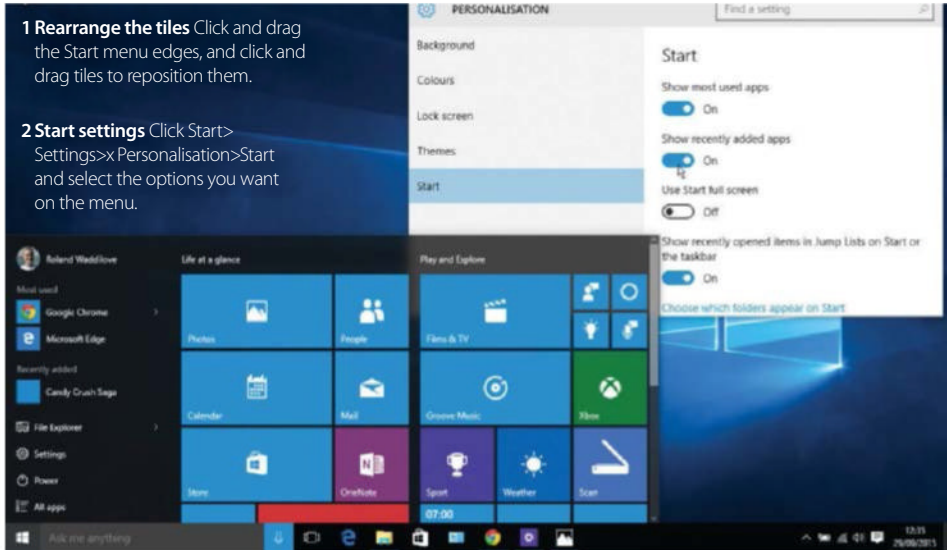 1 Rearrange the tiles Click and drag
the Start menu edges, and click and
drag tiles to reposition them.
2 Start settings Click Start>
Settings>x Personalisation>Start
and select the options you want
on the menu.
PERSONALISATION
Find a setting
Background
Colours
Lock screen
Themes
Start
Start
Show most used apps
On
Show recently added apps
On
Use Start full screen
Off
Show recently opened items in Jump Lists on Start or
the taskbar
On
Choose which folders appear on Start
Roland Waddilove
Most used
Google Chrome
Microsoft Edge
Recently added
Candy Crush Saga
File Explorer
Settings
Power
All apps
Life at a glance
Play and Explore
Photos
People
Films & TV
Calendar
Mail
Groove Music
Xbox
Store
OneNote
Sport
Weather
Scan
07:00
Ask me anything
12:35